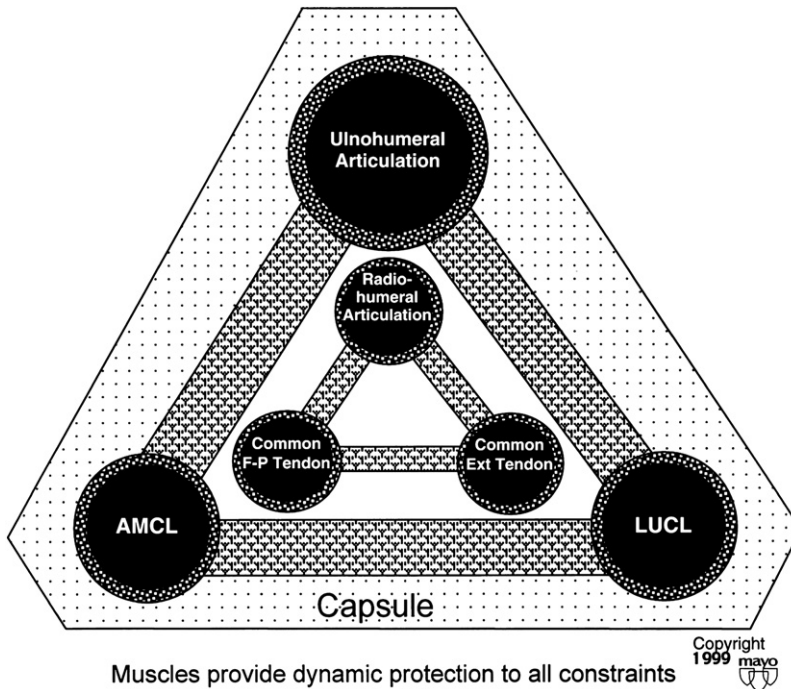 Ulnohumeral
Articulation
Radio-
humeral
Articulation
Common
F-P Tendon
Common
Ext Tendon
AMCL
LUCL
Capsule
Muscles provide dynamic protection to all constraints
Copyright
1999 mayo